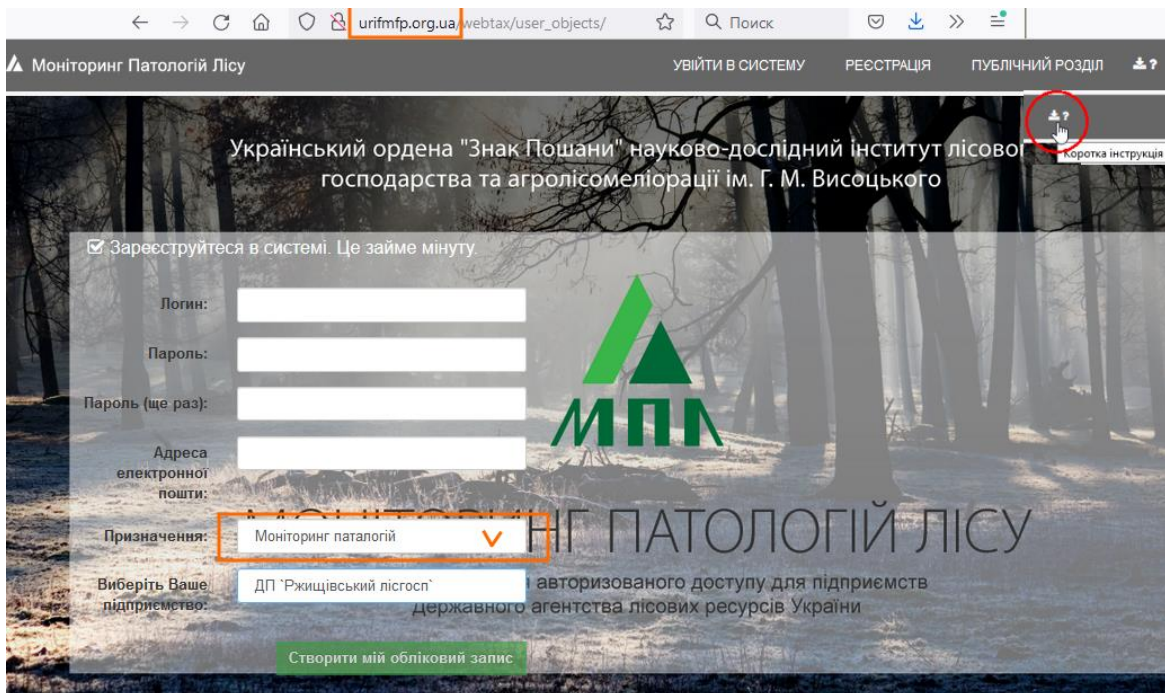 urifmfp.org.ua/webtax/user_objects/ Поиск
Моніторинг Патологій Лісу УВІЙТИ В СИСТЕМУ РЕЄСТРАЦІЯ ПУБЛІЧНИЙ РОЗДІЛ ?
?
Коротка інструкція
Український ордена "Знак Пошани" науково-дослідний інститут лісового
господарства та агролісомеліорації ім. Г. М. Висоцького
Зареєструйтеся в системі. Це займе мінуту.
Логин:
Пароль:
Пароль (ще раз):
Адреса
електронної
пошти:
МПЛ
МОНІТОРИНГ ПАТОЛОГІЙ ЛІСУ
Призначення: Моніторинг паталогій
Виберіть Ваше
підприємство: ДП `Ржищівський лісгосп`
авторизованого доступу для підприємств
Державного агентства лісових ресурсів України
Створити мій обліковий запис